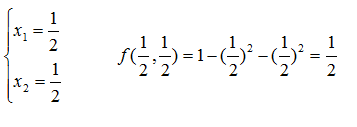 { x₁ = 1/2
x₂ = 1/2
f(1/2, 1/2) = 1 − (1/2)² − (1/2)² = 1/2